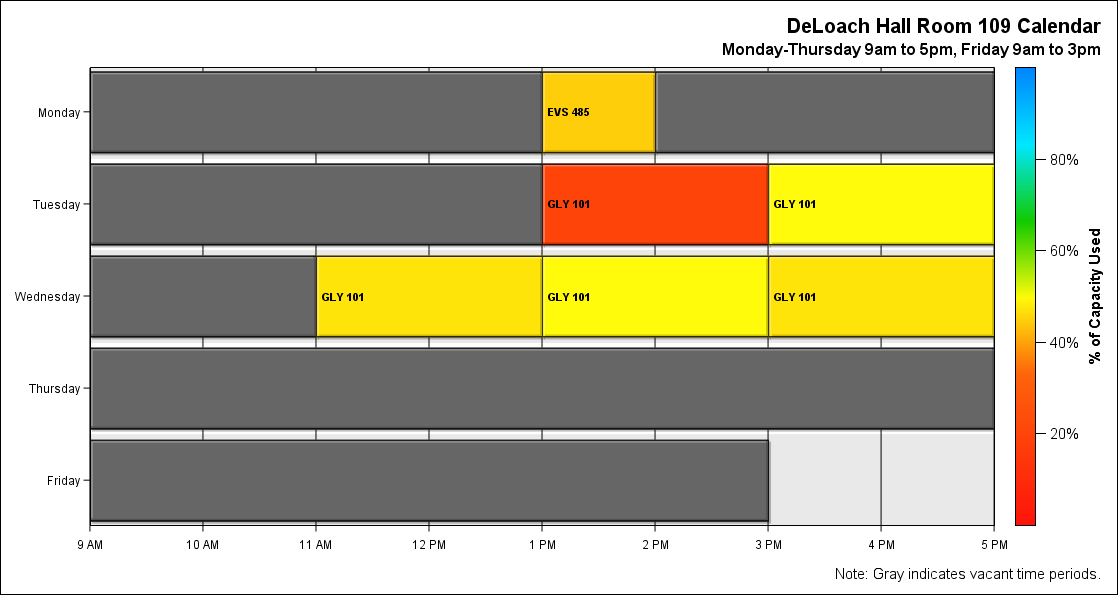 DeLoach Hall Room 109 Calendar
Monday-Thursday 9am to 5pm, Friday 9am to 3pm
Monday
EVS 485
Tuesday
GLY 101
GLY 101
Wednesday
GLY 101
GLY 101
GLY 101
Thursday
Friday
9 AM
10 AM
11 AM
12 PM
1 PM
2 PM
3 PM
4 PM
5 PM
80%
60%
40%
20%
% of Capacity Used
Note: Gray indicates vacant time periods.